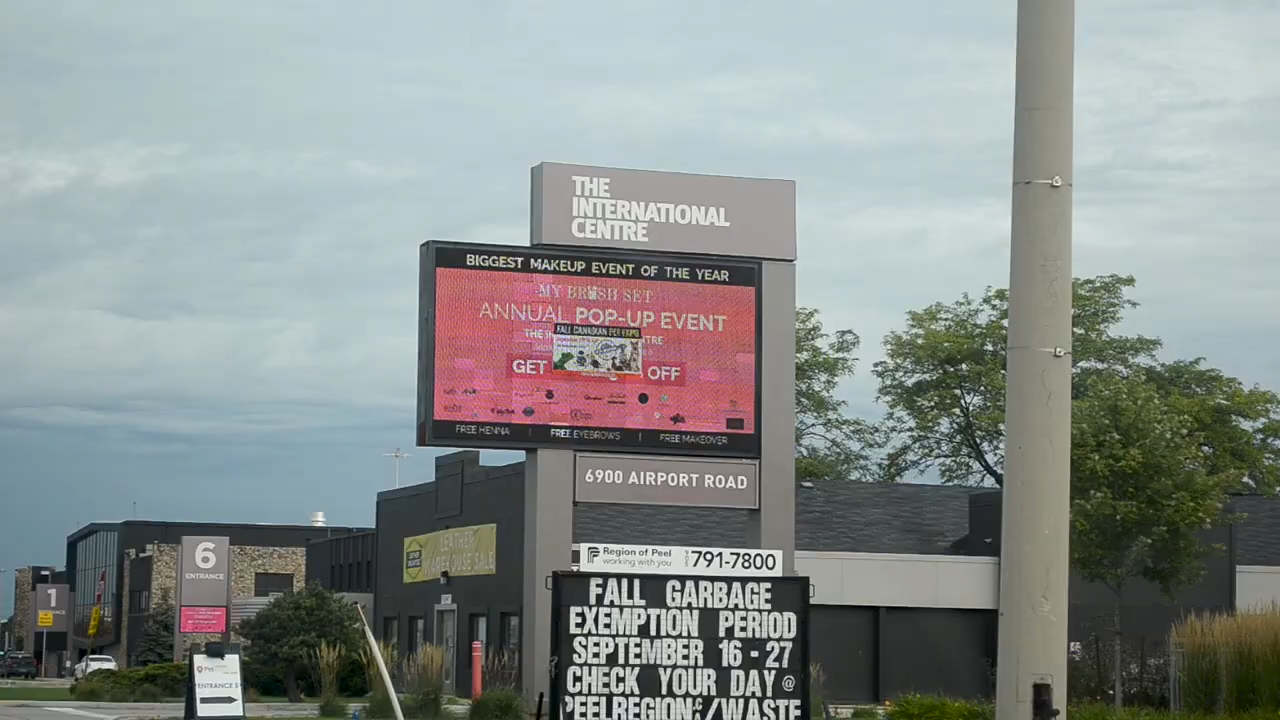 THE
INTERNATIONAL
CENTRE
BIGGEST MAKEUP EVENT OF THE YEAR
MY BRUSH SET
ANNUAL POP-UP EVENT
FALL CANADIAN PET EXPO
GET OFF
FREE HENNA | FREE EYEBROWS | FREE MAKEOVER
6900 AIRPORT ROAD
LEATHER
WAREHOUSE SALE
6
ENTRANCE
1
Region of Peel
working with you
791-7800
FALL GARBAGE
EXEMPTION PERIOD
SEPTEMBER 16 - 27
CHECK YOUR DAY @
PEELREGION.C/WASTE
Pet
ENTRANCE 5